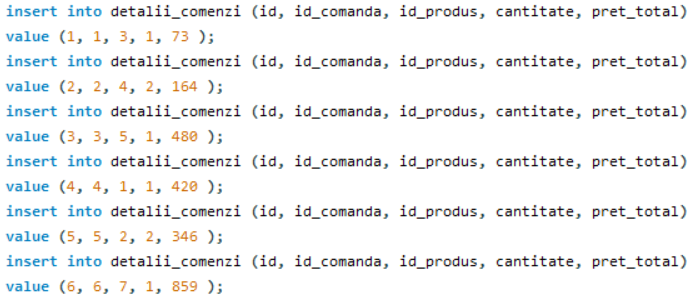 insert into detalii_comenzi (id, id_comanda, id_produs, cantitate, pret_total)
value (1, 1, 3, 1, 73 );
insert into detalii_comenzi (id, id_comanda, id_produs, cantitate, pret_total)
value (2, 2, 4, 2, 164 );
insert into detalii_comenzi (id, id_comanda, id_produs, cantitate, pret_total)
value (3, 3, 5, 1, 480 );
insert into detalii_comenzi (id, id_comanda, id_produs, cantitate, pret_total)
value (4, 4, 1, 1, 420 );
insert into detalii_comenzi (id, id_comanda, id_produs, cantitate, pret_total)
value (5, 5, 2, 2, 346 );
insert into detalii_comenzi (id, id_comanda, id_produs, cantitate, pret_total)
value (6, 6, 7, 1, 859 );